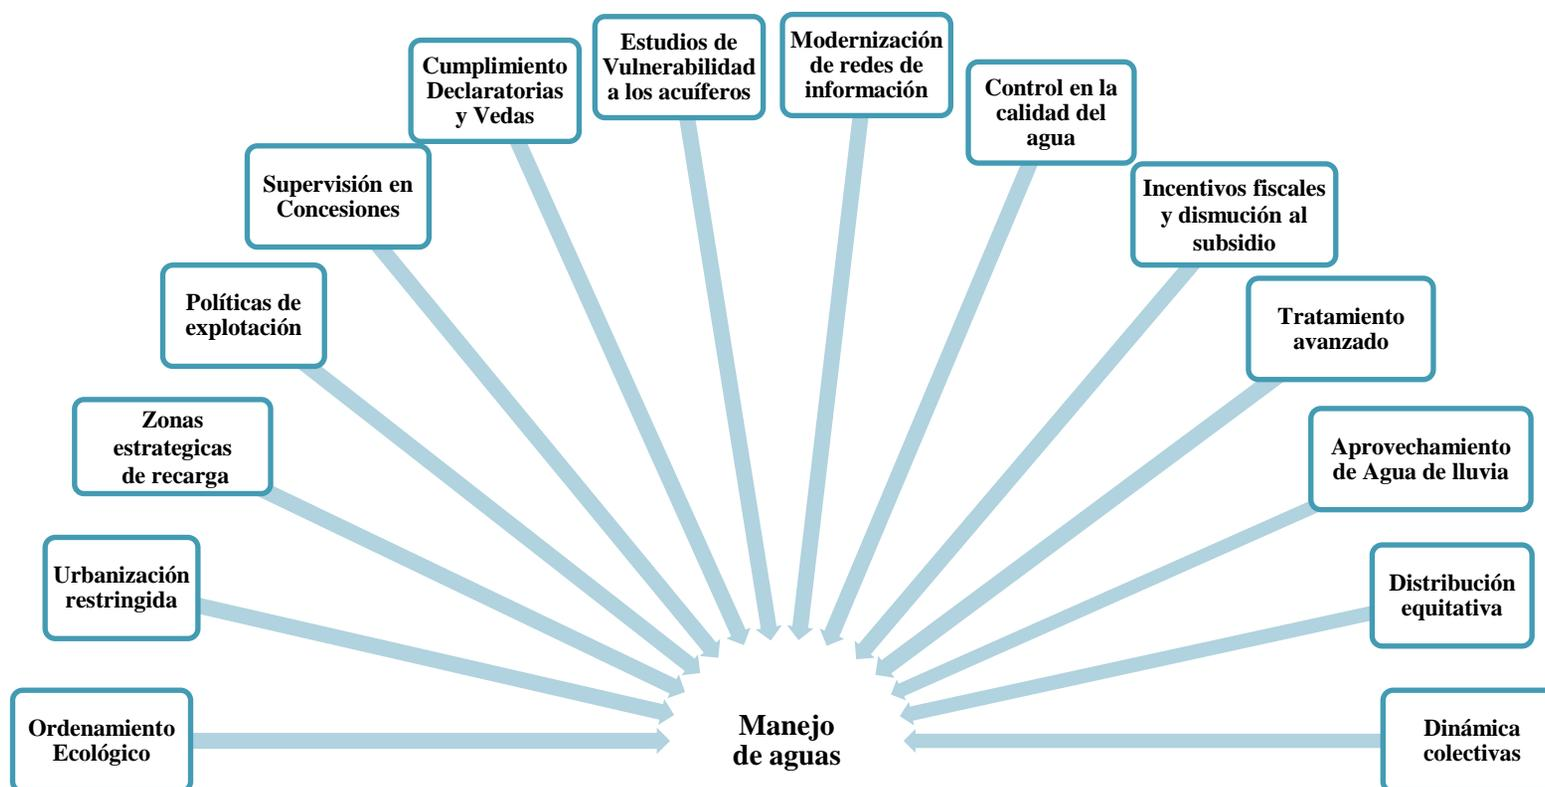 Ordenamiento
Ecológico
Urbanización
restringida
Zonas
estrategicas
de recarga
Políticas de
explotación
Supervisión en
Concesiones
Cumplimiento
Declaratorias
y Vedas
Estudios de
Vulnerabilidad
a los acuíferos
Modernización
de redes de
información
Control en la
calidad del
agua
Incentivos fiscales
y dismución al
subsidio
Tratamiento
avanzado
Aprovechamiento
de Agua de lluvia
Distribución
equitativa
Dinámica
colectivas
Manejo
de aguas